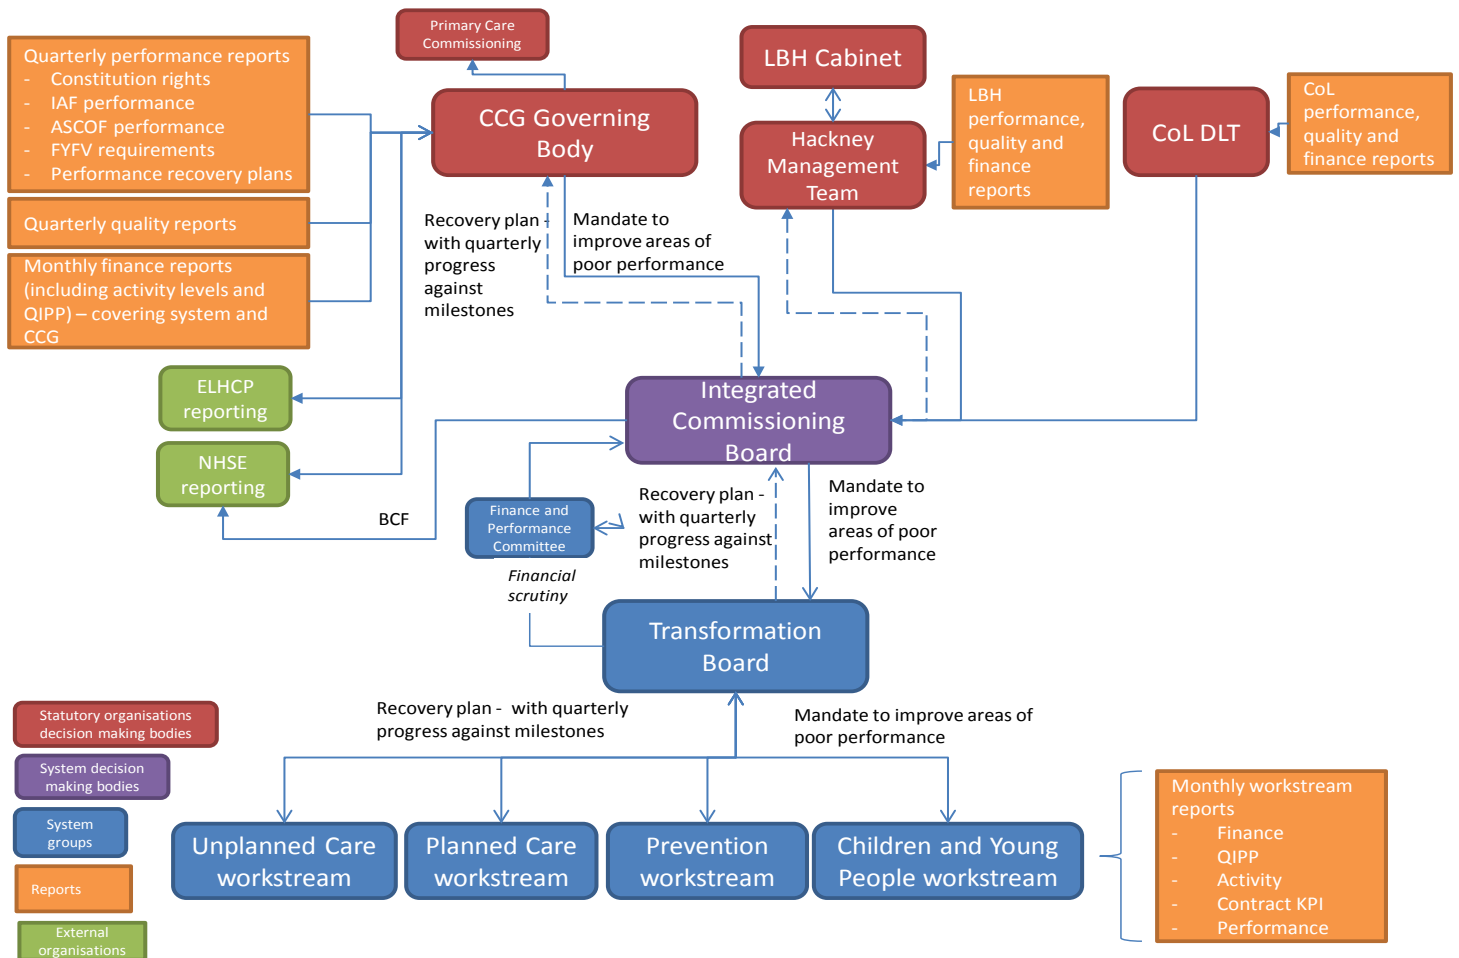 Primary Care
Commissioning
Quarterly performance reports
- Constitution rights
- IAF performance
- ASCOF performance
- FYFV requirements
- Performance recovery plans
Quarterly quality reports
Monthly finance reports
(including activity levels and
QIPP) – covering system and
CCG
CCG Governing
Body
LBH Cabinet
Hackney
Management
Team
LBH
performance,
quality and
finance
reports
CoL DLT
CoL
performance,
quality and
finance reports
Recovery plan -
with quarterly
progress
against
milestones
Mandate to
improve areas of
poor performance
ELHCP
reporting
NHSE
reporting
BCF
Integrated
Commissioning
Board
Finance and
Performance
Committee
Financial
scrutiny
Recovery plan -
with quarterly
progress against
milestones
Mandate to
improve
areas of poor
performance
Transformation
Board
Recovery plan - with quarterly
progress against milestones
Mandate to improve areas of
poor performance
Unplanned Care
workstream
Planned Care
workstream
Prevention
workstream
Children and Young
People workstream
Monthly workstream
reports
- Finance
- QIPP
- Activity
- Contract KPI
- Performance
Statutory organisations
decision making bodies
System decision
making bodies
System
groups
Reports
External
organisations